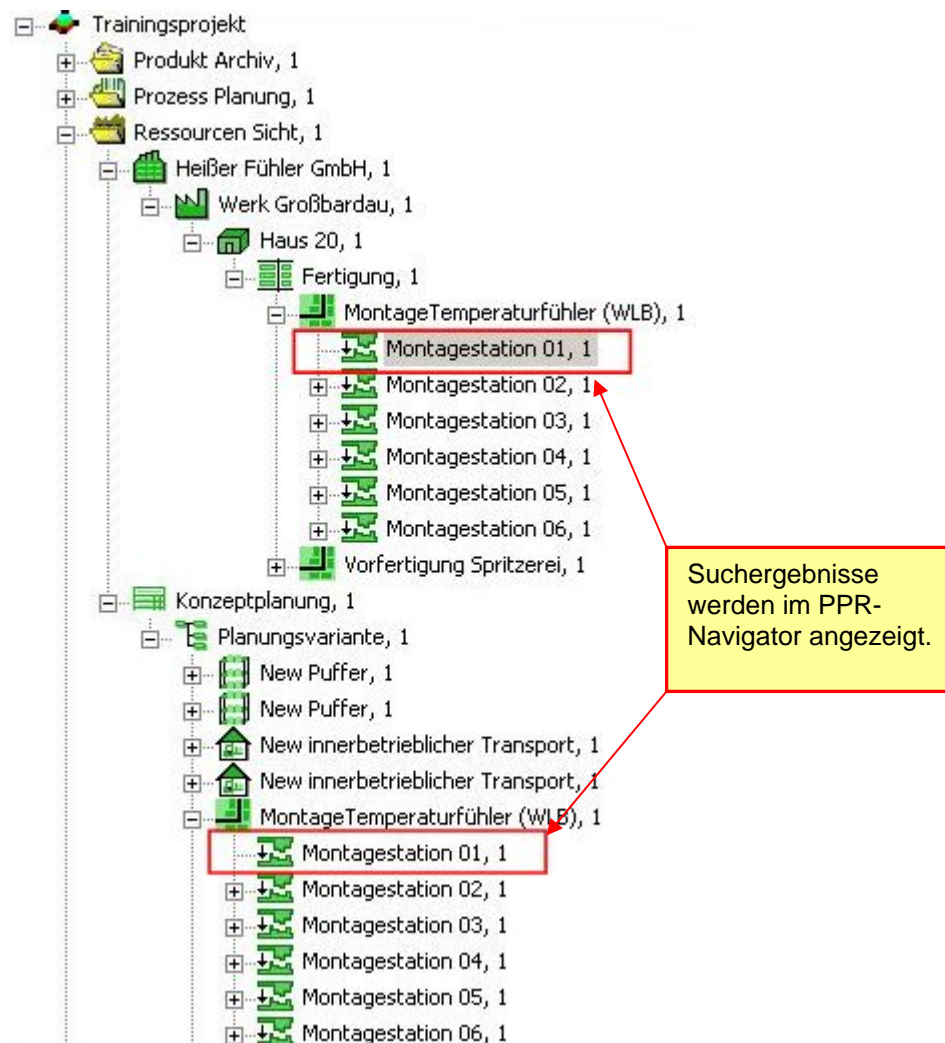 Trainingsprojekt
Produkt Archiv, 1
Prozess Planung, 1
Ressourcen Sicht, 1
Heißer Fühler GmbH, 1
Werk Großbardau, 1
Haus 20, 1
Fertigung, 1
MontageTemperaturfühler (WLB), 1
Montagestation 01, 1
Montagestation 02, 1
Montagestation 03, 1
Montagestation 04, 1
Montagestation 05, 1
Montagestation 06, 1
Vorfertigung Spritzerei, 1
Suchergebnisse
werden im PPR-
Navigator angezeigt.
Konzeptplanung, 1
Planungsvariante, 1
New Puffer, 1
New Puffer, 1
New innerbetrieblicher Transport, 1
New innerbetrieblicher Transport, 1
MontageTemperaturfühler (WLB), 1
Montagestation 01, 1
Montagestation 02, 1
Montagestation 03, 1
Montagestation 04, 1
Montagestation 05, 1
Montagestation 06, 1